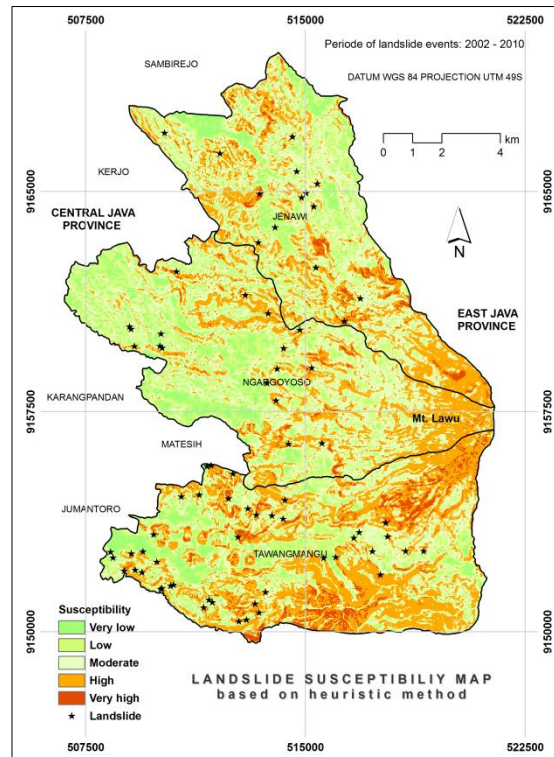 507500 515000 522500
Periode of landslide events: 2002 - 2010
SAMBIREJO
DATUM WGS 84 PROJECTION UTM 49S
0 1 2 4
km
KERJO
9165000 9165000
CENTRAL JAVA
PROVINCE
JENAWI
N
EAST JAVA
PROVINCE
NGARGOYOSO
KARANGPANDAN
Mt. Lawu
9157500 9157500
MATESIH
JUMANTORO
TAWANGMANGU
Susceptibility
Very low
Low
Moderate
High
Very high
Landslide
9150000 9150000
LANDSLIDE SUSCEPTIBILIY MAP
based on heuristic method
507500 515000 522500